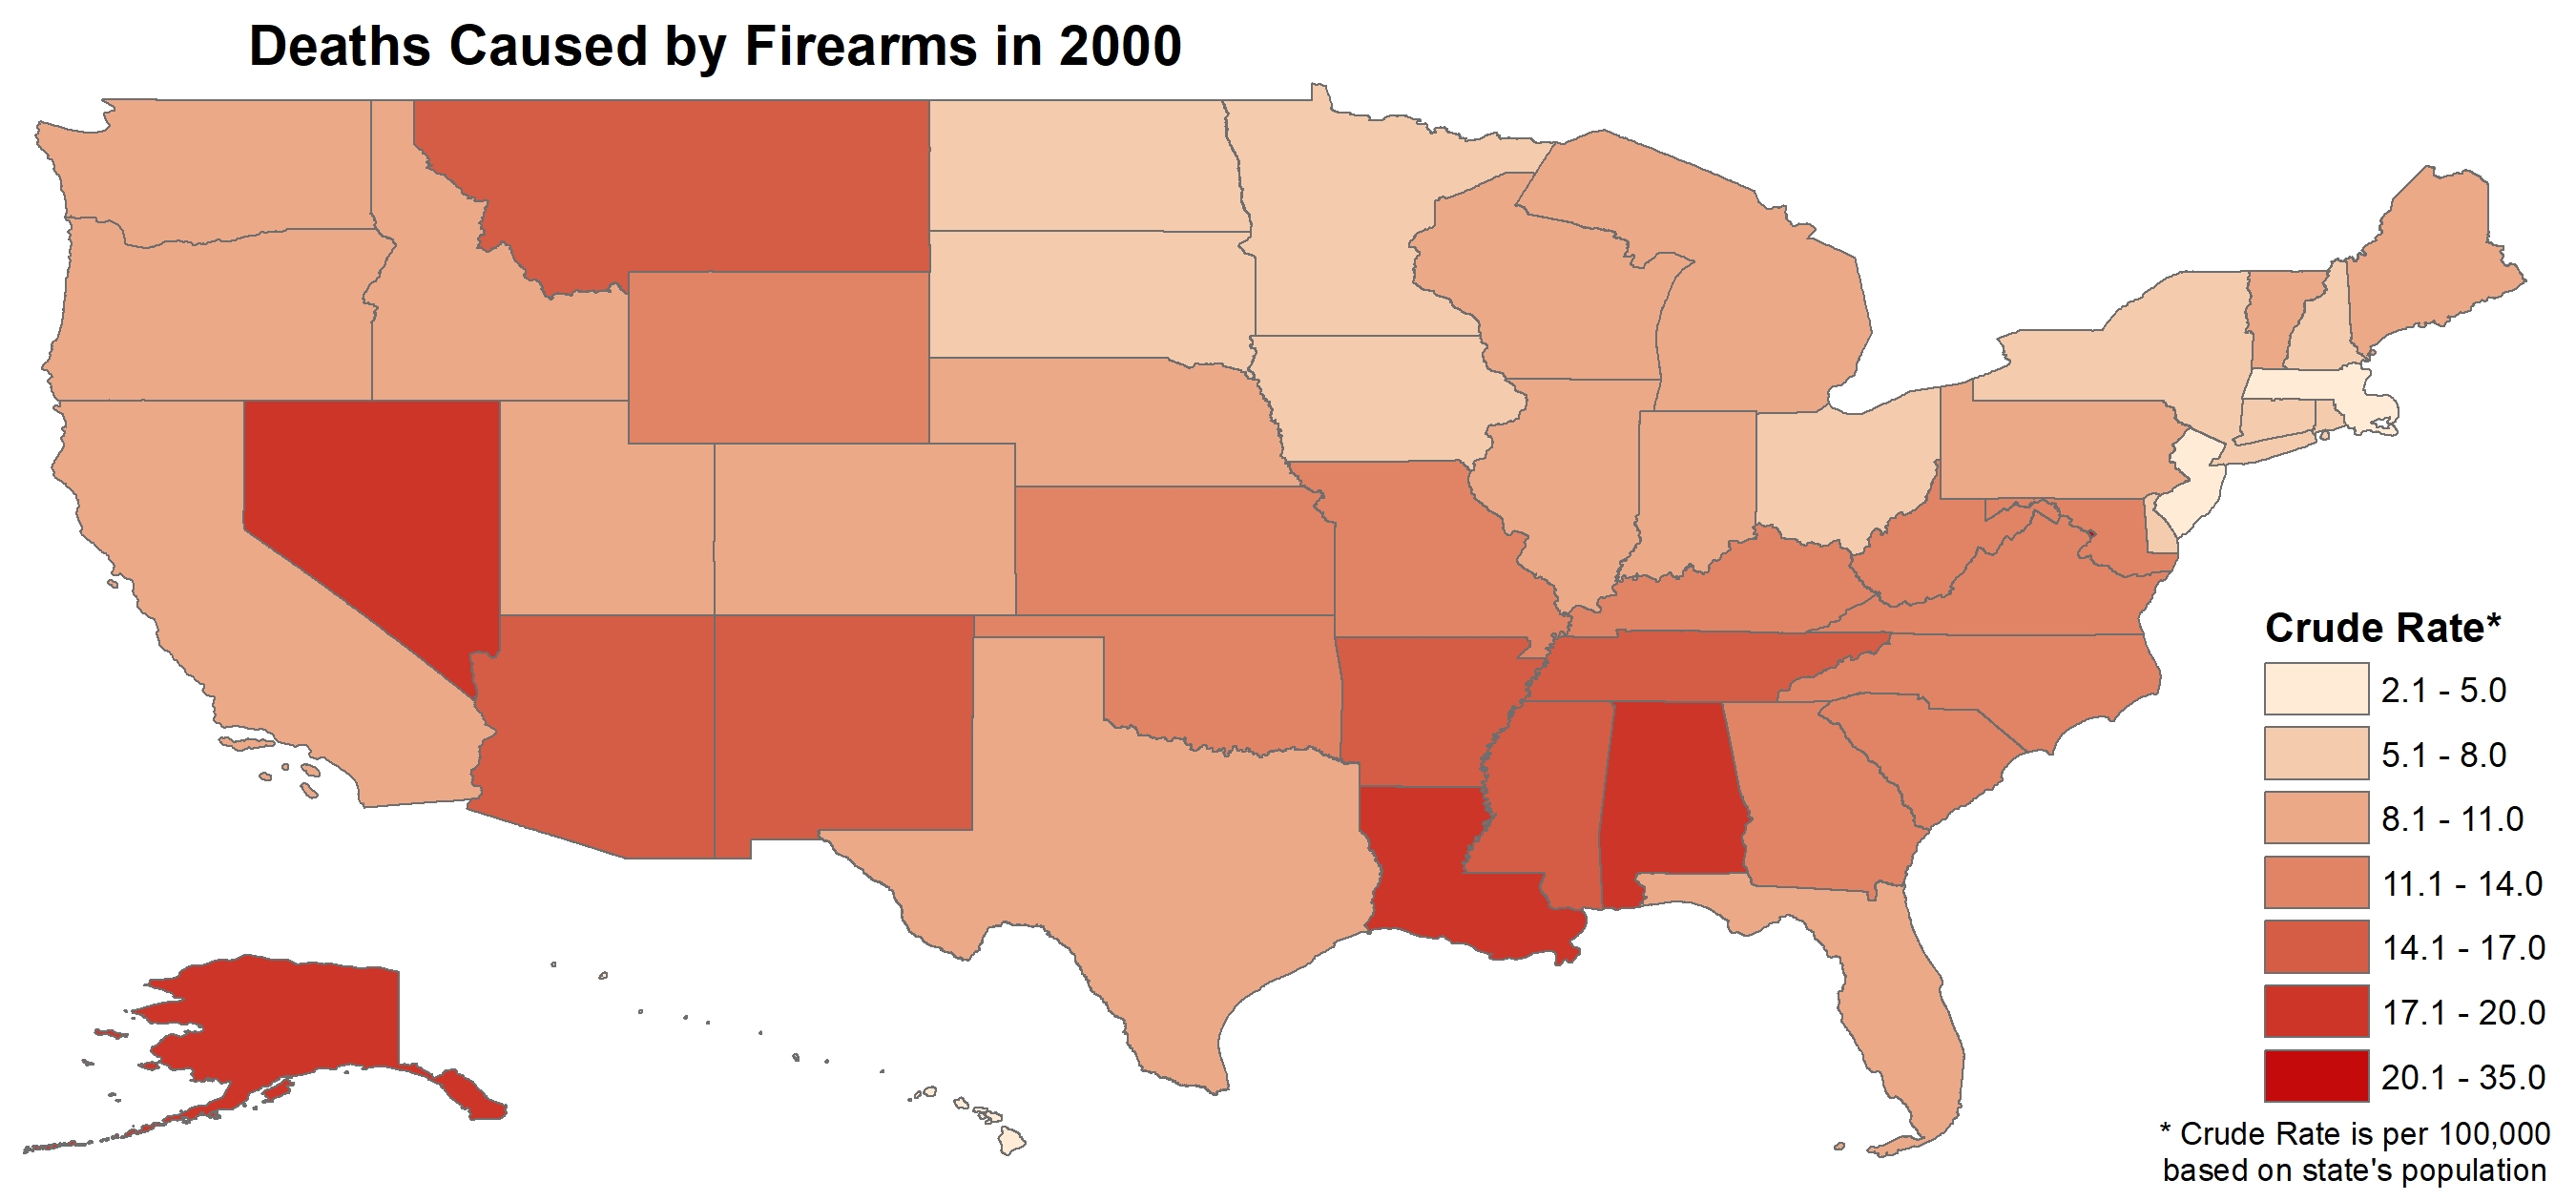 Deaths Caused by Firearms in 2000
Crude Rate*
2.1 - 5.0
5.1 - 8.0
8.1 - 11.0
11.1 - 14.0
14.1 - 17.0
17.1 - 20.0
20.1 - 35.0
* Crude Rate is per 100,000
based on state's population